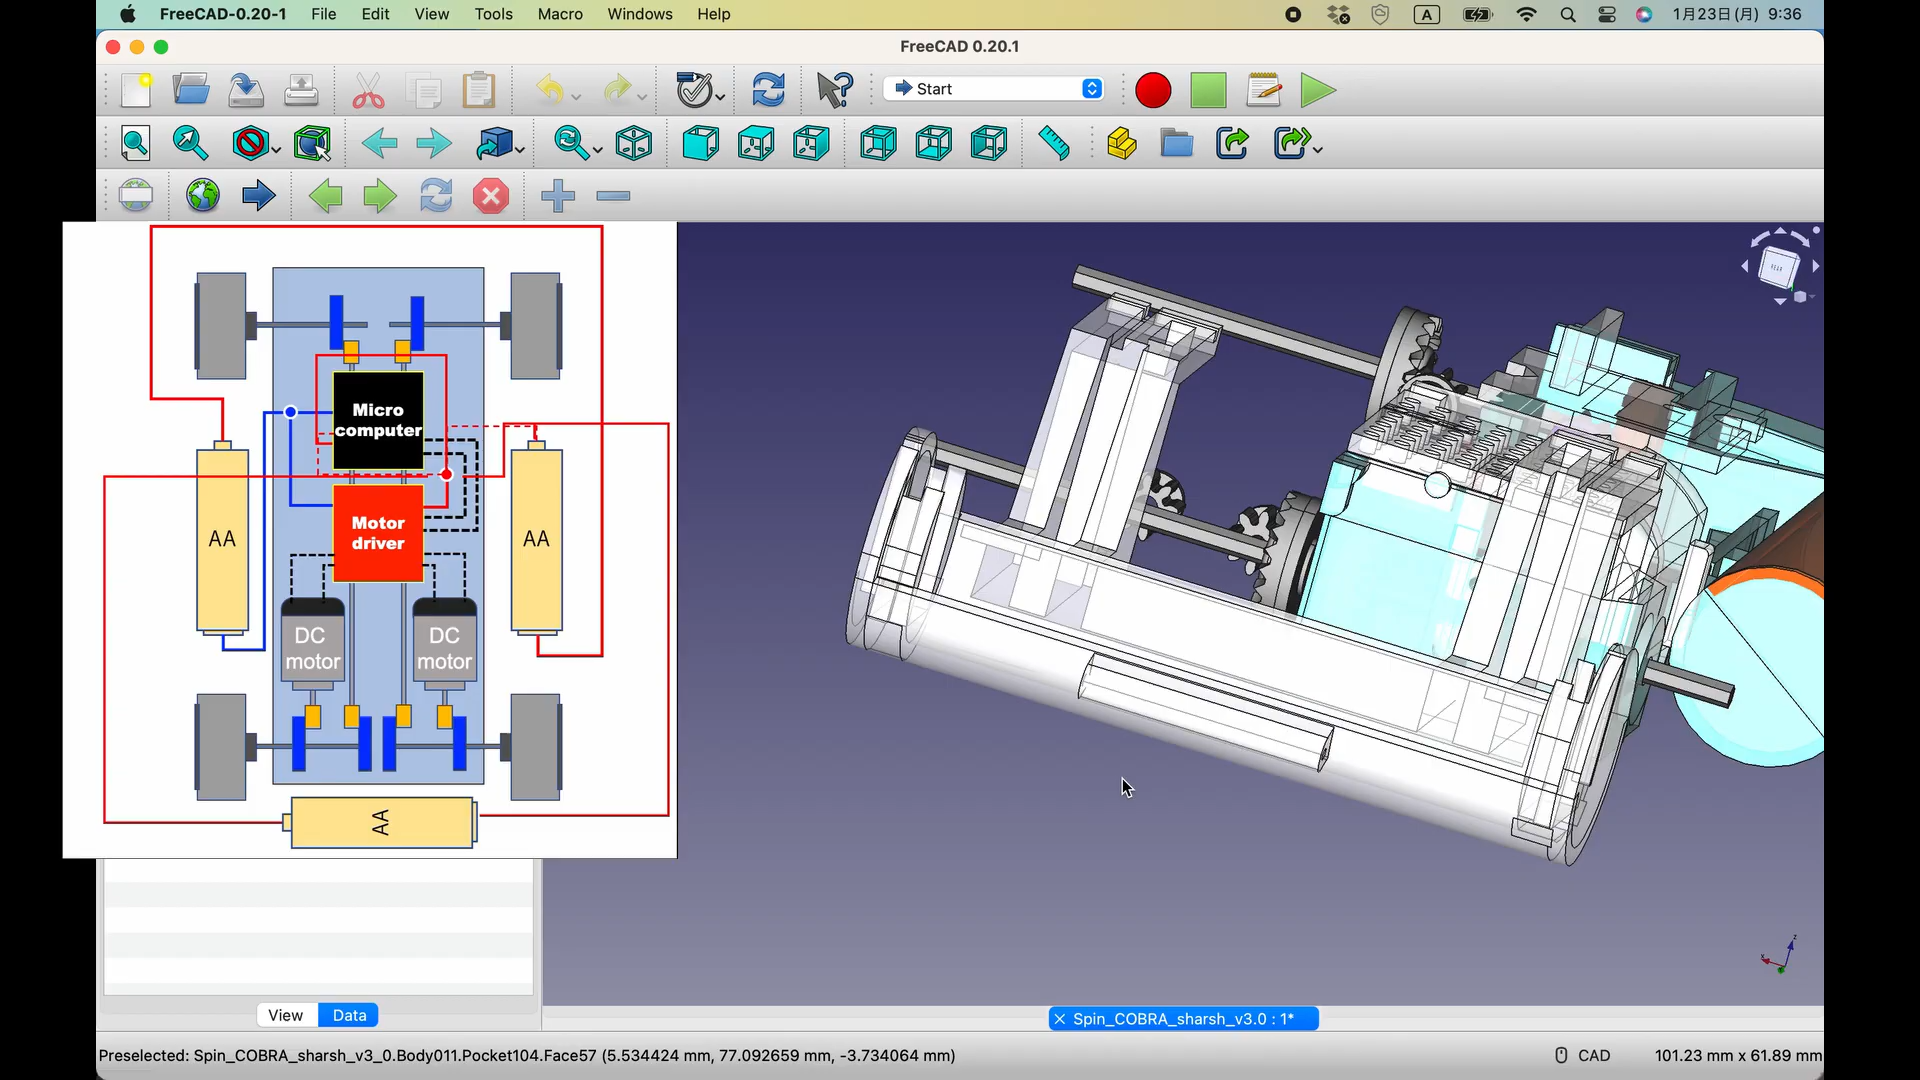 FreeCAD-0.20-1 File Edit View Tools Macro Windows Help A 1月23日(月) 9:36
FreeCAD 0.20.1
Start
Micro
computer
Motor
driver
AA
AA
DC
motor
DC
motor
AA
REAR
z
x
View Data
Spin_COBRA_sharsh_v3.0 : 1*
Preselected: Spin_COBRA_sharsh_v3_0.Body011.Pocket104.Face57 (5.534424 mm, 77.092659 mm, -3.734064 mm)
CAD 101.23 mm x 61.89 mm